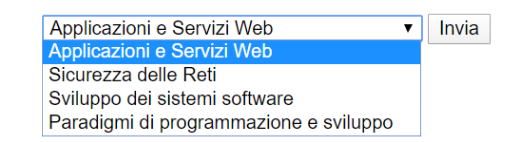 Applicazioni e Servizi Web Invia
Applicazioni e Servizi Web
Sicurezza delle Reti
Sviluppo dei sistemi software
Paradigmi di programmazione e sviluppo